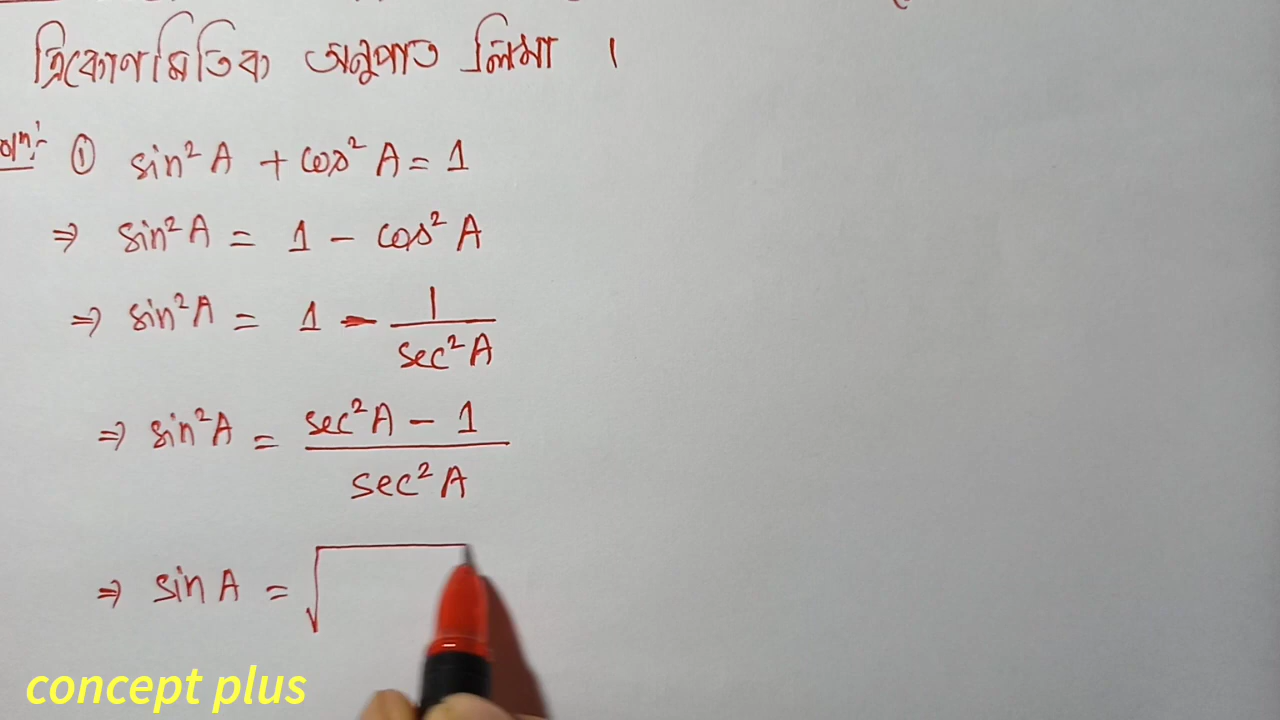 ত্রিকোণমিতিক অনুপাত লিখা ।
① sin²A + cos²A = 1
⇒ sin²A = 1 - cos²A
⇒ sin²A = 1 - 1/sec²A
⇒ sin²A = (sec²A - 1)/sec²A
⇒ sin A = √
concept plus